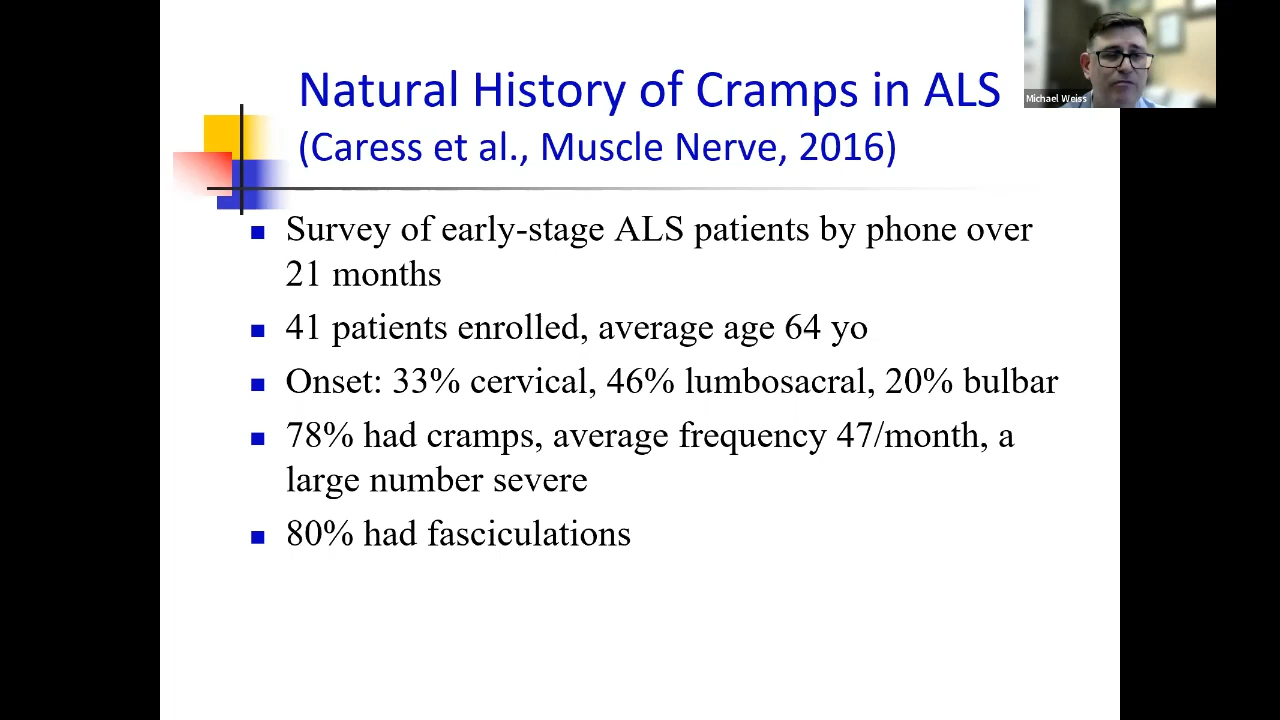 Natural History of Cramps in ALS
(Caress et al., Muscle Nerve, 2016)
Michael Weiss
Survey of early-stage ALS patients by phone over
21 months
41 patients enrolled, average age 64 yo
Onset: 33% cervical, 46% lumbosacral, 20% bulbar
78% had cramps, average frequency 47/month, a
large number severe
80% had fasciculations